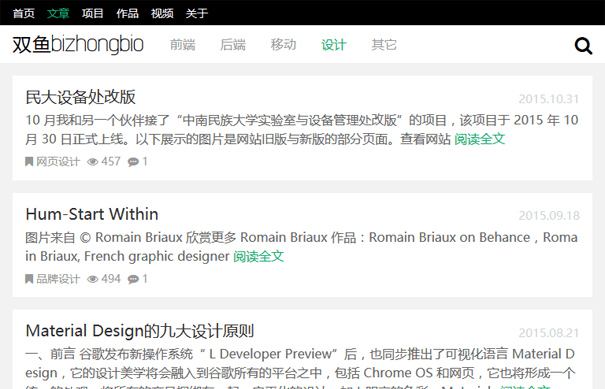 首页 文章 项目 作品 视频 关于
双鱼bizhongbio 前端 后端 移动 设计 其它
民大设备处改版 2015.10.31
10 月我和另一个伙伴接了“中南民族大学实验室与设备管理处改版”的项目，该项目于 2015 年 10
月 30 日正式上线。以下展示的图片是网站旧版与新版的部分页面。查看网站 阅读全文
网页设计 457 1
Hum-Start Within 2015.09.18
图片来自 © Romain Briaux 欣赏更多 Romain Briaux 作品：Romain Briaux on Behance，Roma
in Briaux, French graphic designer 阅读全文
品牌设计 494 1
Material Design的九大设计原则 2015.08.21
一、前言 谷歌发布新操作系统“ L Developer Preview”后，也同步推出了可视化语言 Material D
esign，它的设计美学将会融入到谷歌所有的平台之中，包括 Chrome OS 和网页，它也将形成一个